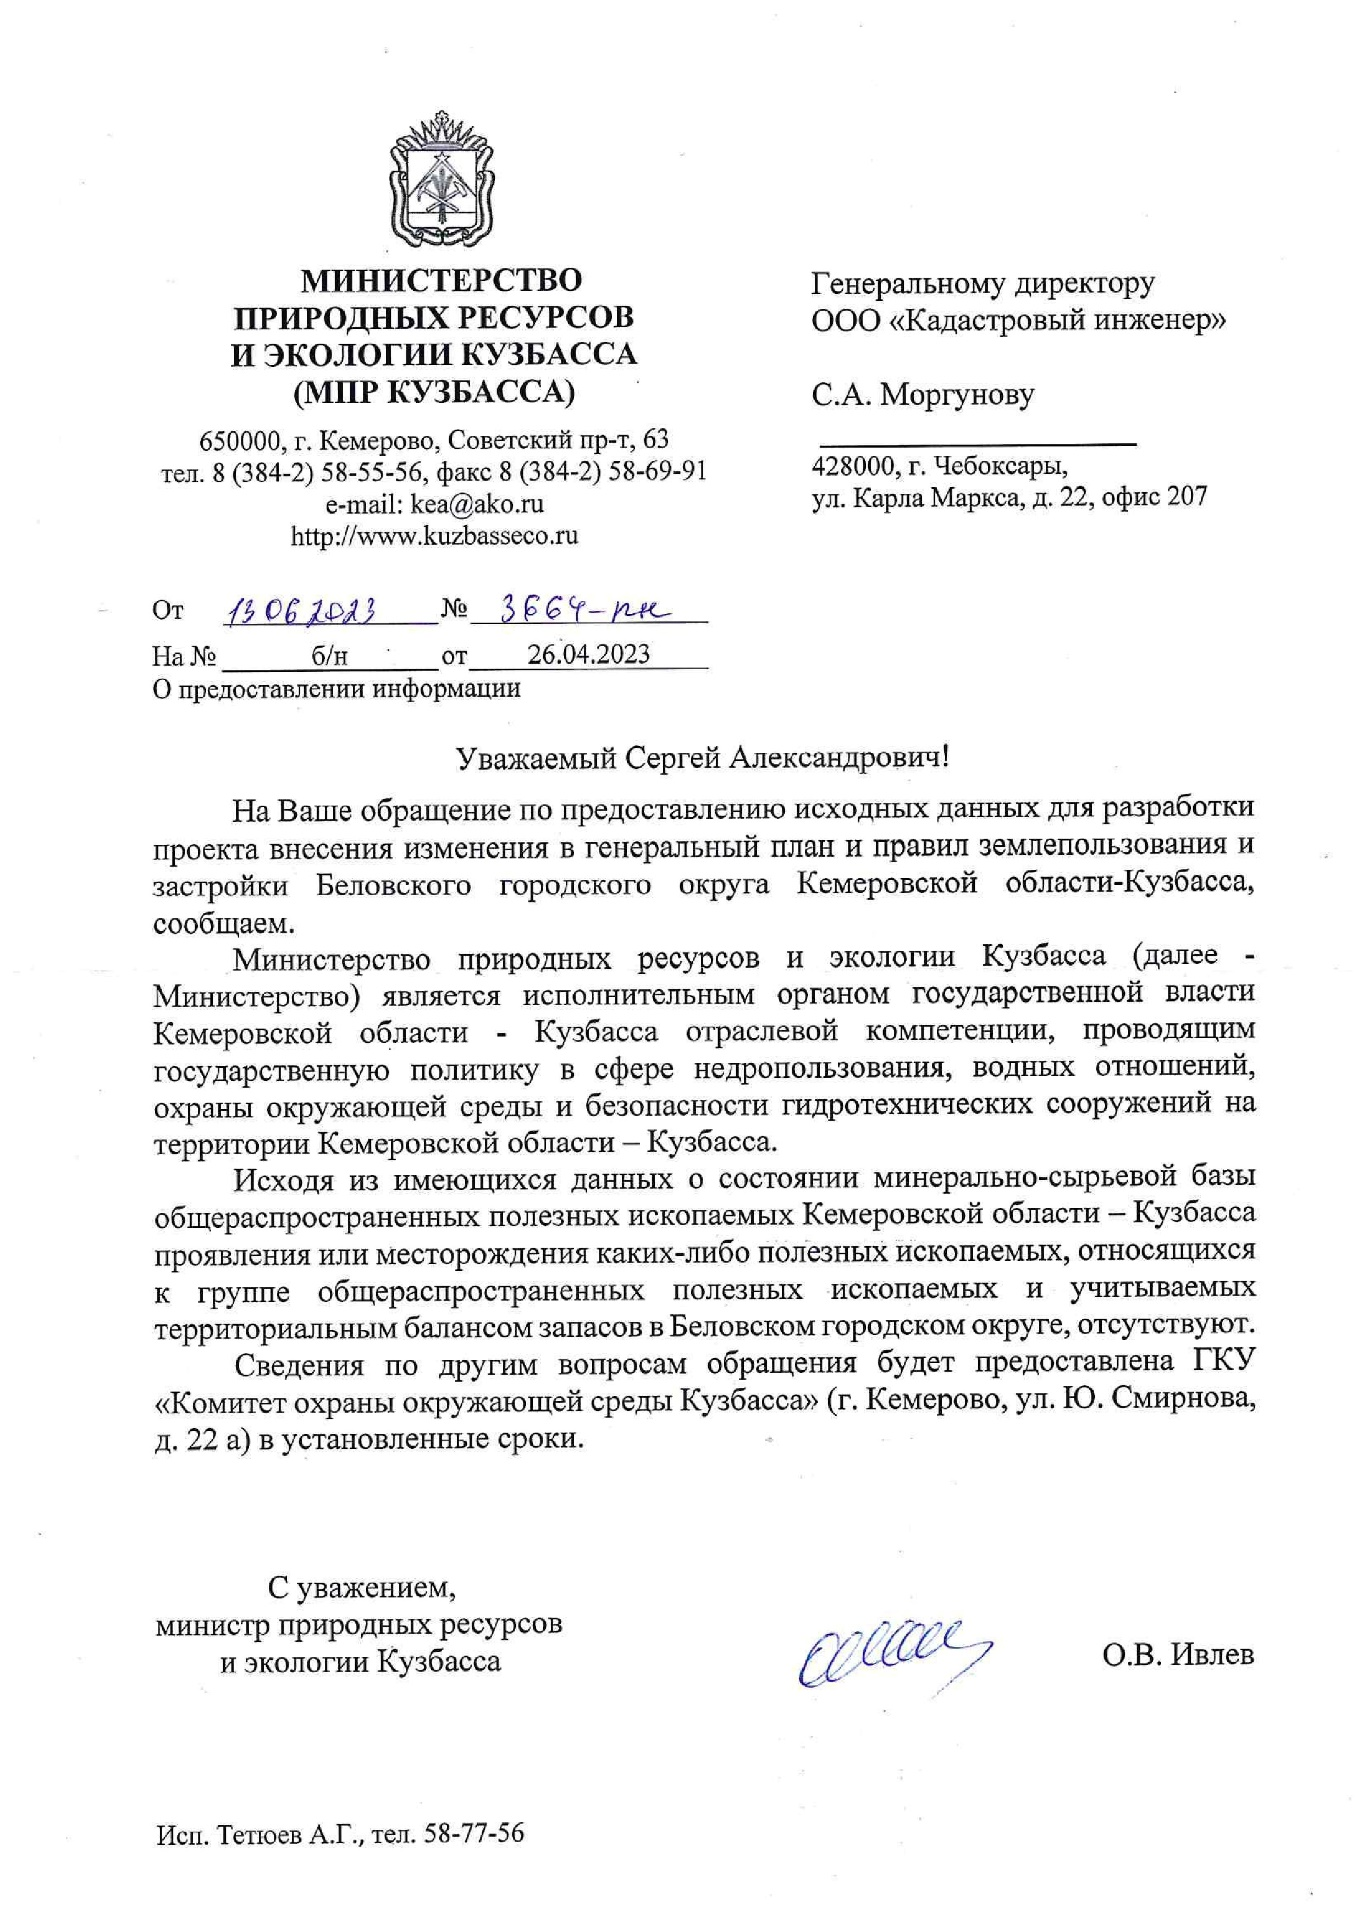 МИНИСТЕРСТВО
ПРИРОДНЫХ РЕСУРСОВ
И ЭКОЛОГИИ КУЗБАССА
(МПР КУЗБАССА)
650000, г. Кемерово, Советский пр-т, 63
тел. 8 (384-2) 58-55-56, факс 8 (384-2) 58-69-91
e-mail: kea@ako.ru
http://www.kuzbasseco.ru
Генеральному директору
ООО «Кадастровый инженер»
С.А. Моргунову
428000, г. Чебоксары,
ул. Карла Маркса, д. 22, офис 207
От 13 06 2023 № 3664-пк
На № б/н от 26.04.2023
О предоставлении информации
Уважаемый Сергей Александрович!
На Ваше обращение по предоставлению исходных данных для разработки
проекта внесения изменения в генеральный план и правил землепользования и
застройки Беловского городского округа Кемеровской области-Кузбасса,
сообщаем.
Министерство природных ресурсов и экологии Кузбасса (далее -
Министерство) является исполнительным органом государственной власти
Кемеровской области - Кузбасса отраслевой компетенции, проводящим
государственную политику в сфере недропользования, водных отношений,
охраны окружающей среды и безопасности гидротехнических сооружений на
территории Кемеровской области – Кузбасса.
Исходя из имеющихся данных о состоянии минерально-сырьевой базы
общераспространенных полезных ископаемых Кемеровской области – Кузбасса
проявления или месторождения каких-либо полезных ископаемых, относящихся
к группе общераспространенных полезных ископаемых и учитываемых
территориальным балансом запасов в Беловском городском округе, отсутствуют.
Сведения по другим вопросам обращения будет предоставлена ГКУ
«Комитет охраны окружающей среды Кузбасса» (г. Кемерово, ул. Ю. Смирнова,
д. 22 а) в установленные сроки.
С уважением,
министр природных ресурсов
и экологии Кузбасса
О.В. Ивлев
Исп. Тетюев А.Г., тел. 58-77-56